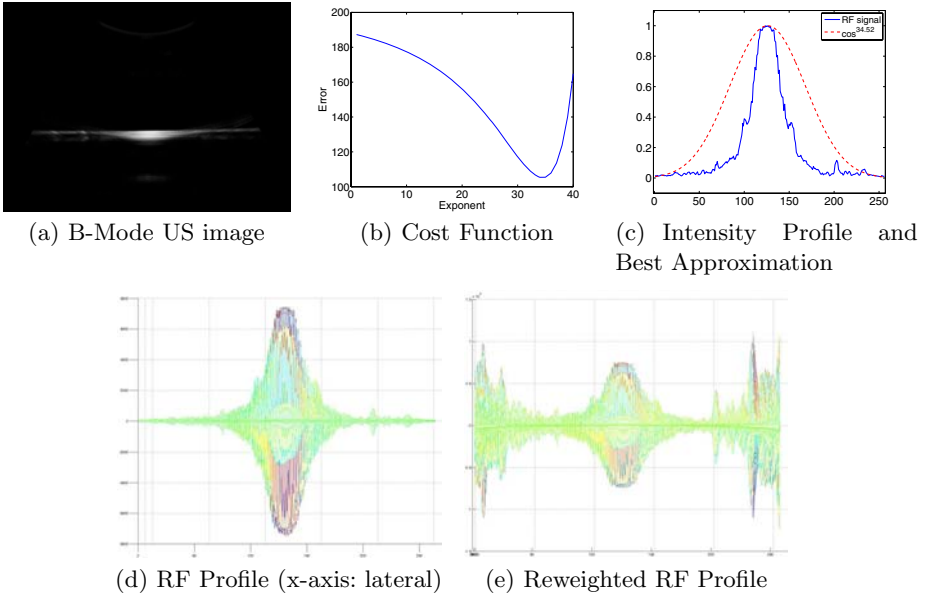 200
180
160
140
120
100
Error
0 10 20 30 40
Exponent
1
0.8
0.6
0.4
0.2
0
0 50 100 150 200 250
RF signal
cos^34.52
(a) B-Mode US image
(b) Cost Function
(c) Intensity Profile and
Best Approximation
(d) RF Profile (x-axis: lateral)
(e) Reweighted RF Profile